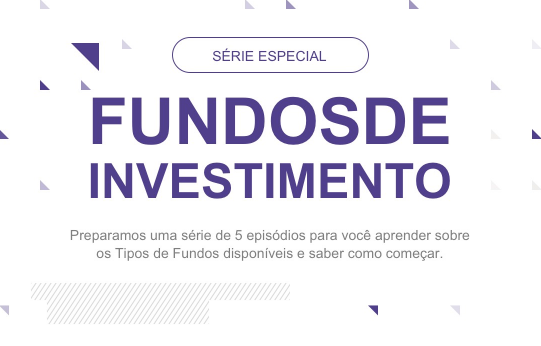 SÉRIE ESPECIAL
FUNDOSDE
INVESTIMENTO
Preparamos uma série de 5 episódios para você aprender sobre
os Tipos de Fundos disponíveis e saber como começar.